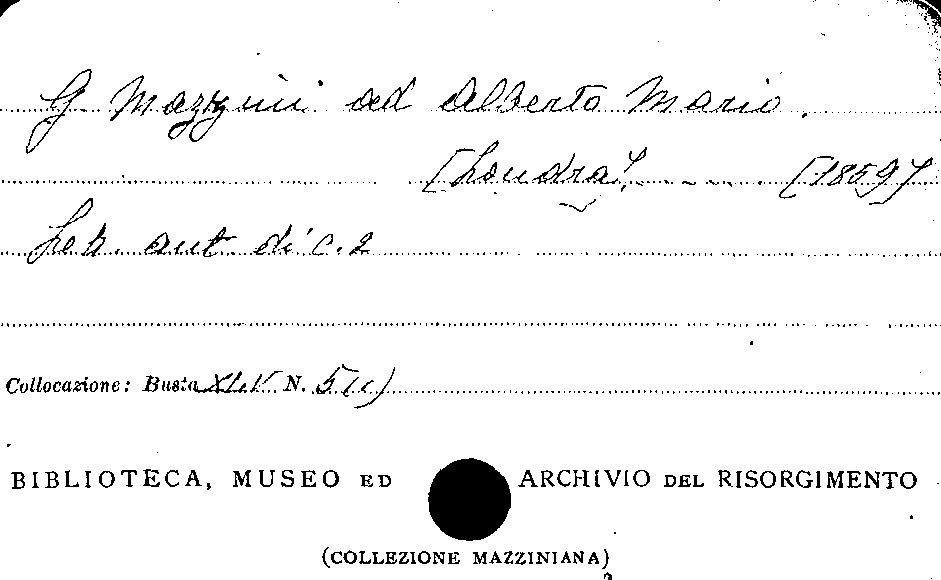 G Mazzini ad Alberto Mario.
[Londra], ... [1859]
Let. aut. di c. 2
Collocazione: Busta XLIV N. 5
BIBLIOTECA, MUSEO ED ARCHIVIO DEL RISORGIMENTO
(COLLEZIONE MAZZINIANA)